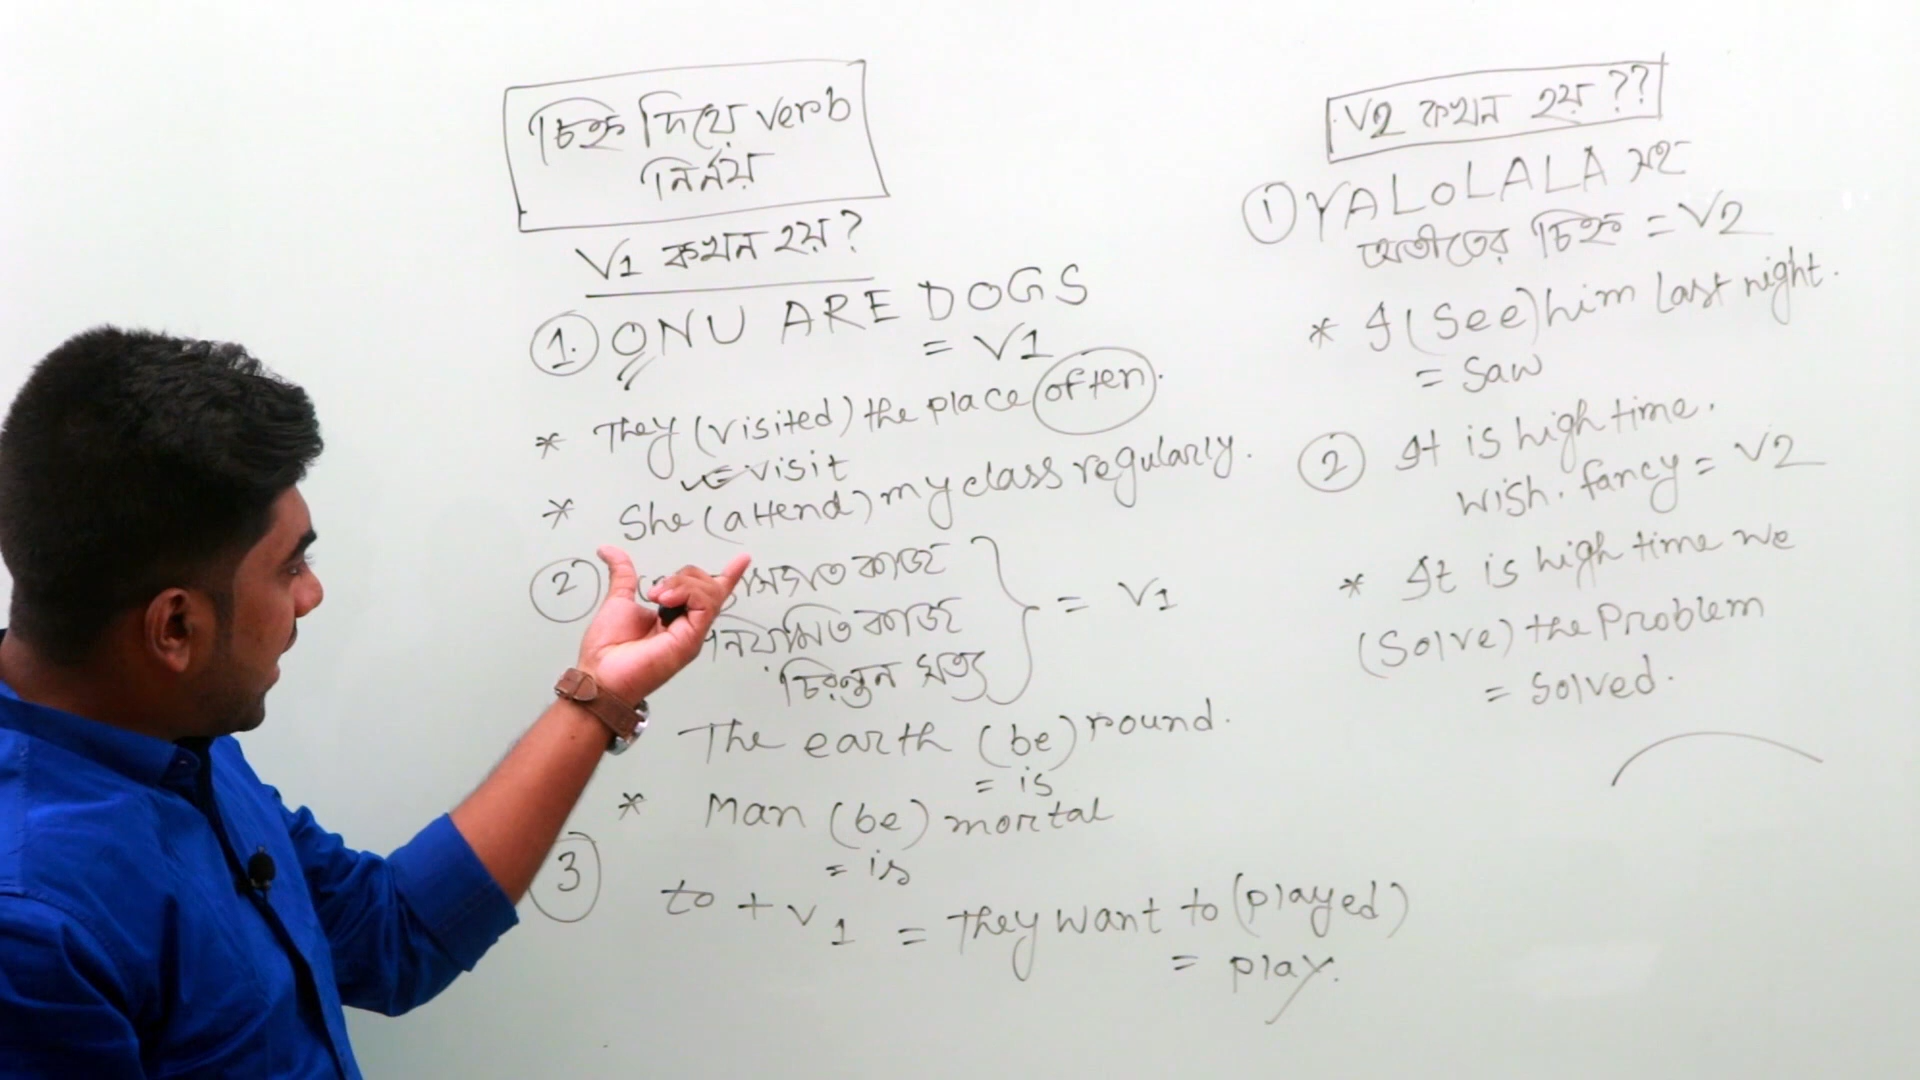 চিহ্ন দিয়ে verb
নির্নয়
V1 কখন হয়?
1. ONU ARE DOGS
= V1
* They (visited) the place often.
= visit
* She (attend) my class regularly.
2 কাজ
কাজ
চিরন্তন সত্য
= V1
The earth (be) round.
= is
* Man (be) mortal
= is
3 to + V1 = They want to (played)
= play.
V2 কখন হয়??
1 YALOLALA সহ
অতীতের চিহ্ন = V2
* I (See) him last night.
= saw
2 It is high time.
wish. fancy = V2
* It is high time we
(Solve) the Problem
= solved.